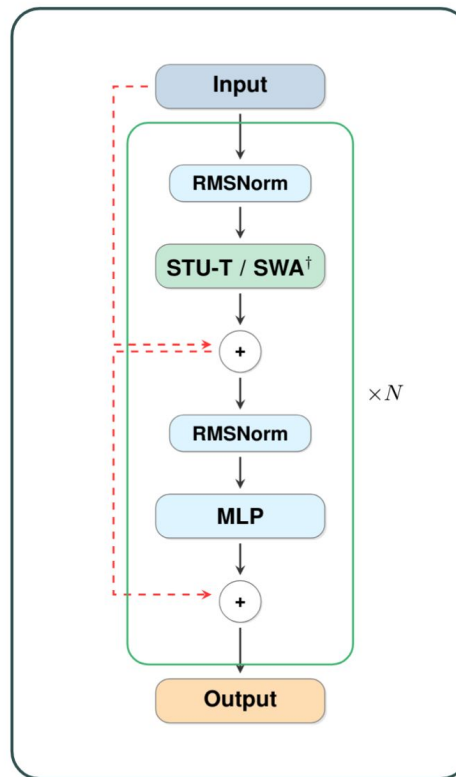 Input
RMSNorm
STU-T / SWA†
+
RMSNorm
×N
MLP
+
Output